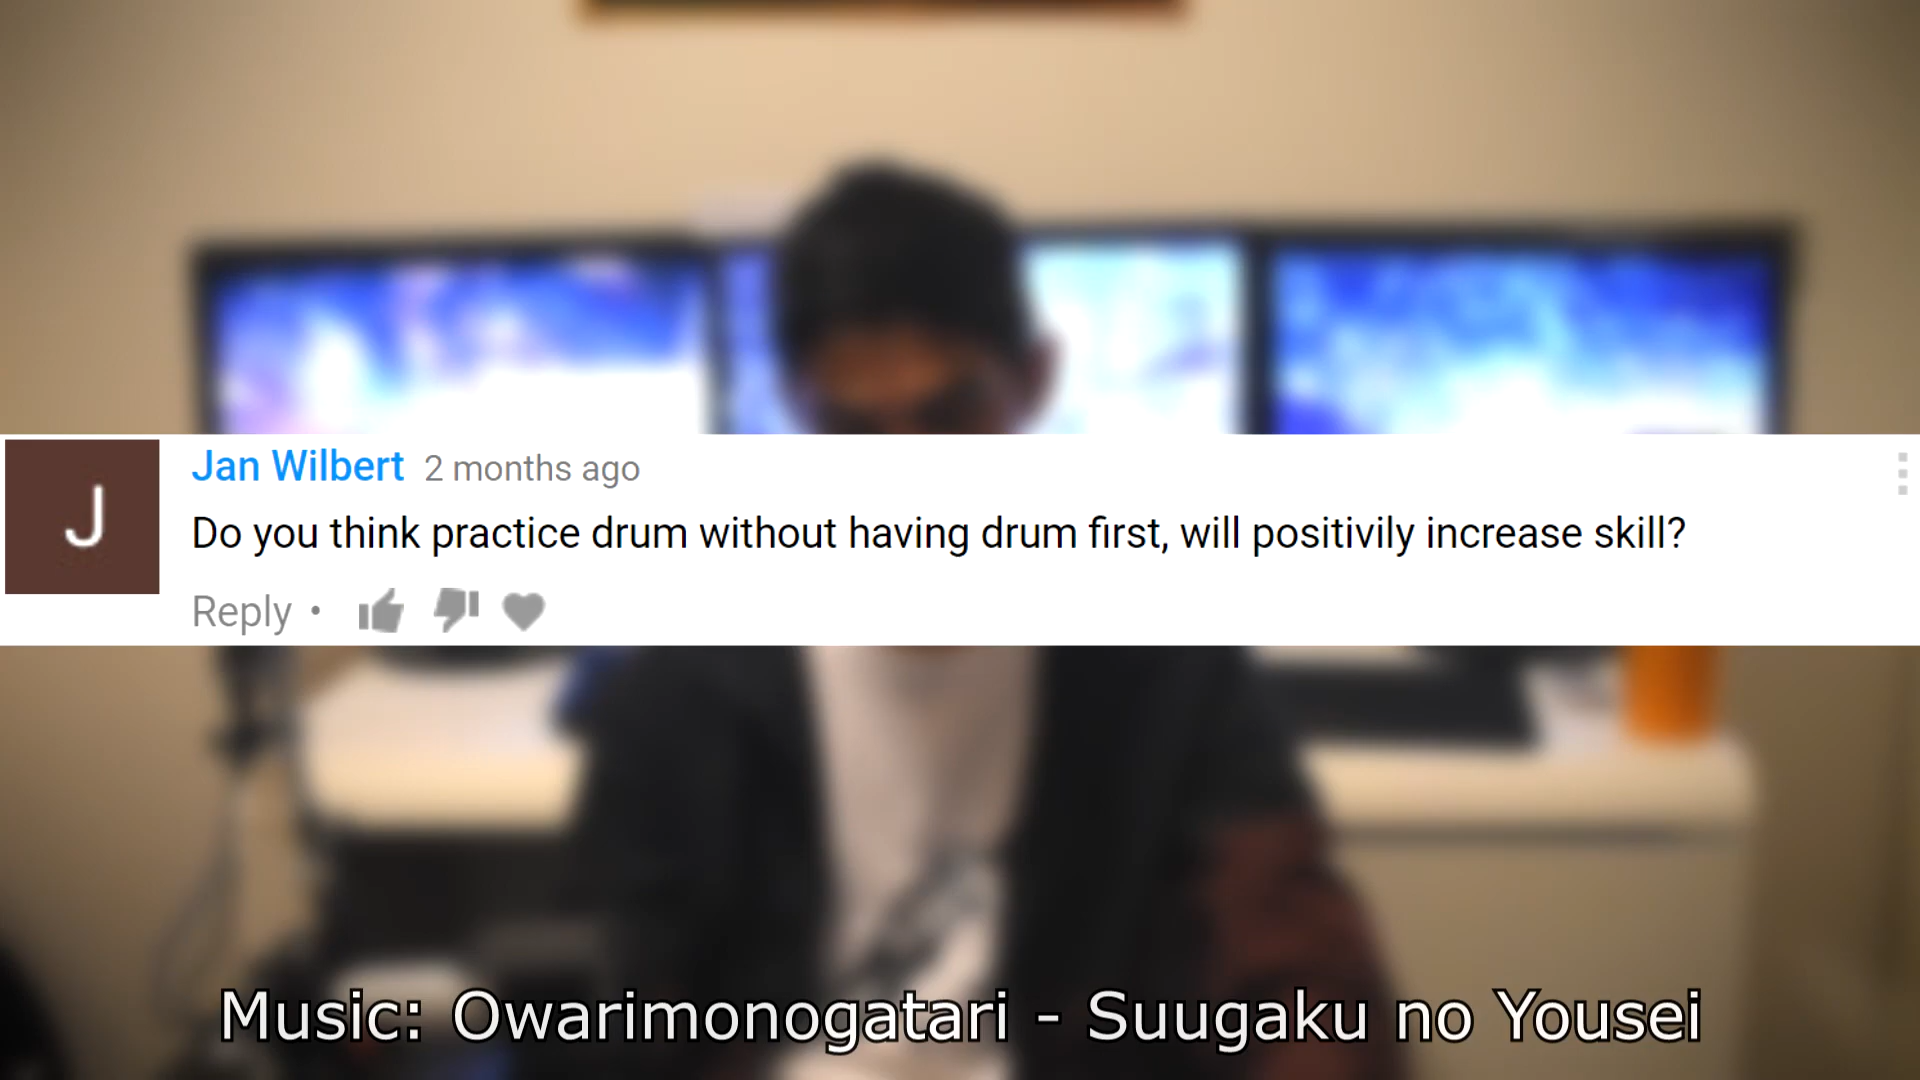 J
Jan Wilbert 2 months ago
Do you think practice drum without having drum first, will positivily increase skill?
Reply •
Music: Owarimonogatari - Suugaku no Yousei